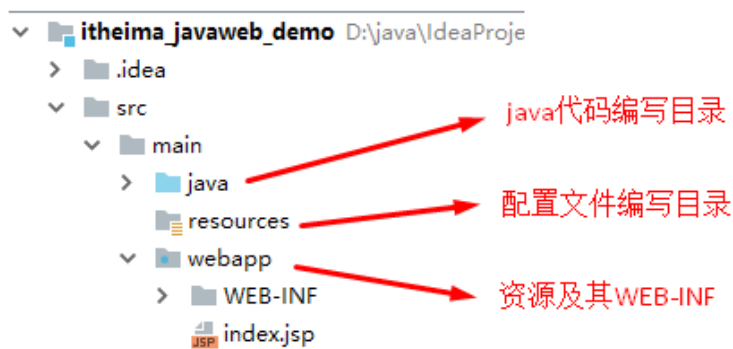 itheima_javaweb_demo D:\java\IdeaProje
.idea
src
main
java
java代码编写目录
resources
配置文件编写目录
webapp
WEB-INF
资源及其WEB-INF
JSP index.jsp